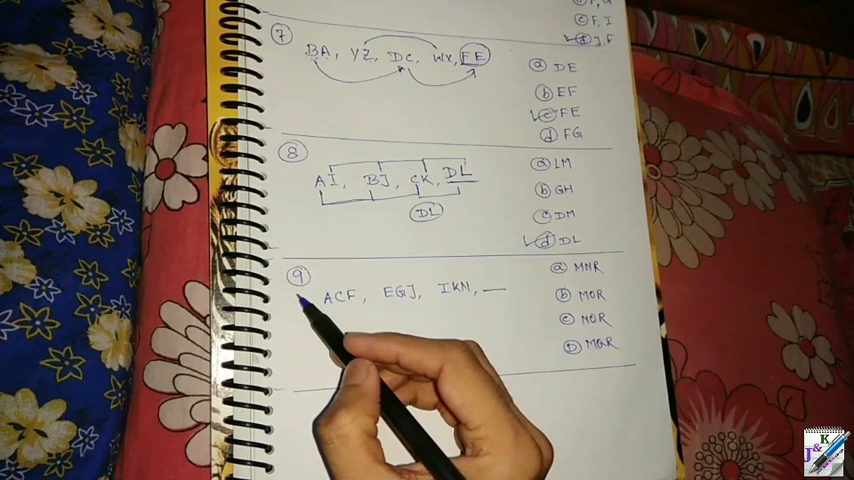 ⓒ F, I
ⓓ J, F
⑦ BA, YZ, DC, WX, FE
ⓐ DE
ⓑ EF
ⓒ FE
ⓓ FG
⑧ AI, BJ, CK, DL
DL
ⓐ LM
ⓑ GH
ⓒ DM
ⓓ DL
⑨ ACF, EGJ, IKN, __
ⓐ MNR
ⓑ MOR
ⓒ NOR
Ⓓ MQR
J & K